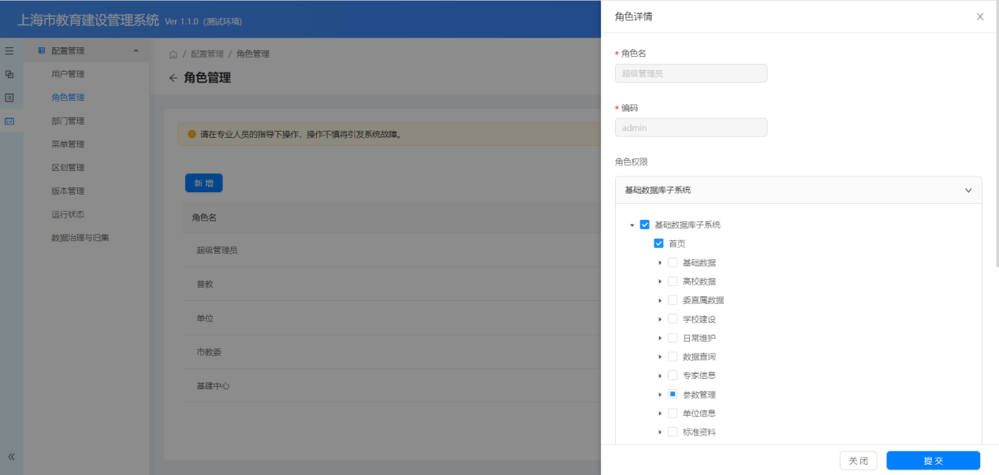 上海市教育建设管理系统 Ver 1.1.0 (测试环境)
配置管理
用户管理
角色管理
部门管理
菜单管理
区划管理
版本管理
运行状态
数据治理与归集
/ 配置管理 / 角色管理
← 角色管理
请在专业人员的指导下操作，操作不慎将引发系统故障。
新 增
角色名
超级管理员
普教
单位
市教委
基建中心
角色详情
* 角色名
超级管理员
* 编码
admin
角色权限
基础数据库子系统
基础数据库子系统
首页
基础数据
高校数据
委直属数据
学校建设
日常维护
数据查询
专家信息
参数管理
单位信息
标准资料
关 闭
提 交